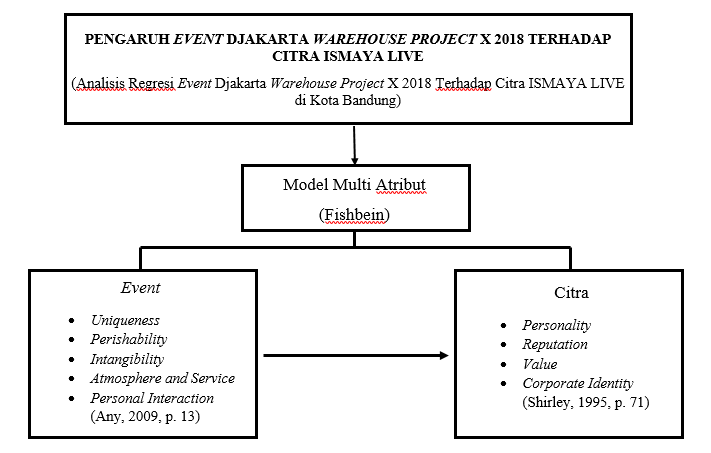 PENGARUH EVENT DJAKARTA WAREHOUSE PROJECT X 2018 TERHADAP
CITRA ISMAYA LIVE
(Analisis Regresi Event Djakarta Warehouse Project X 2018 Terhadap Citra ISMAYA LIVE
di Kota Bandung)
Model Multi Atribut
(Fishbein)
Event
• Uniqueness
• Perishability
• Intangibility
• Atmosphere and Service
• Personal Interaction
(Any, 2009, p. 13)
Citra
• Personality
• Reputation
• Value
• Corporate Identity
(Shirley, 1995, p. 71)